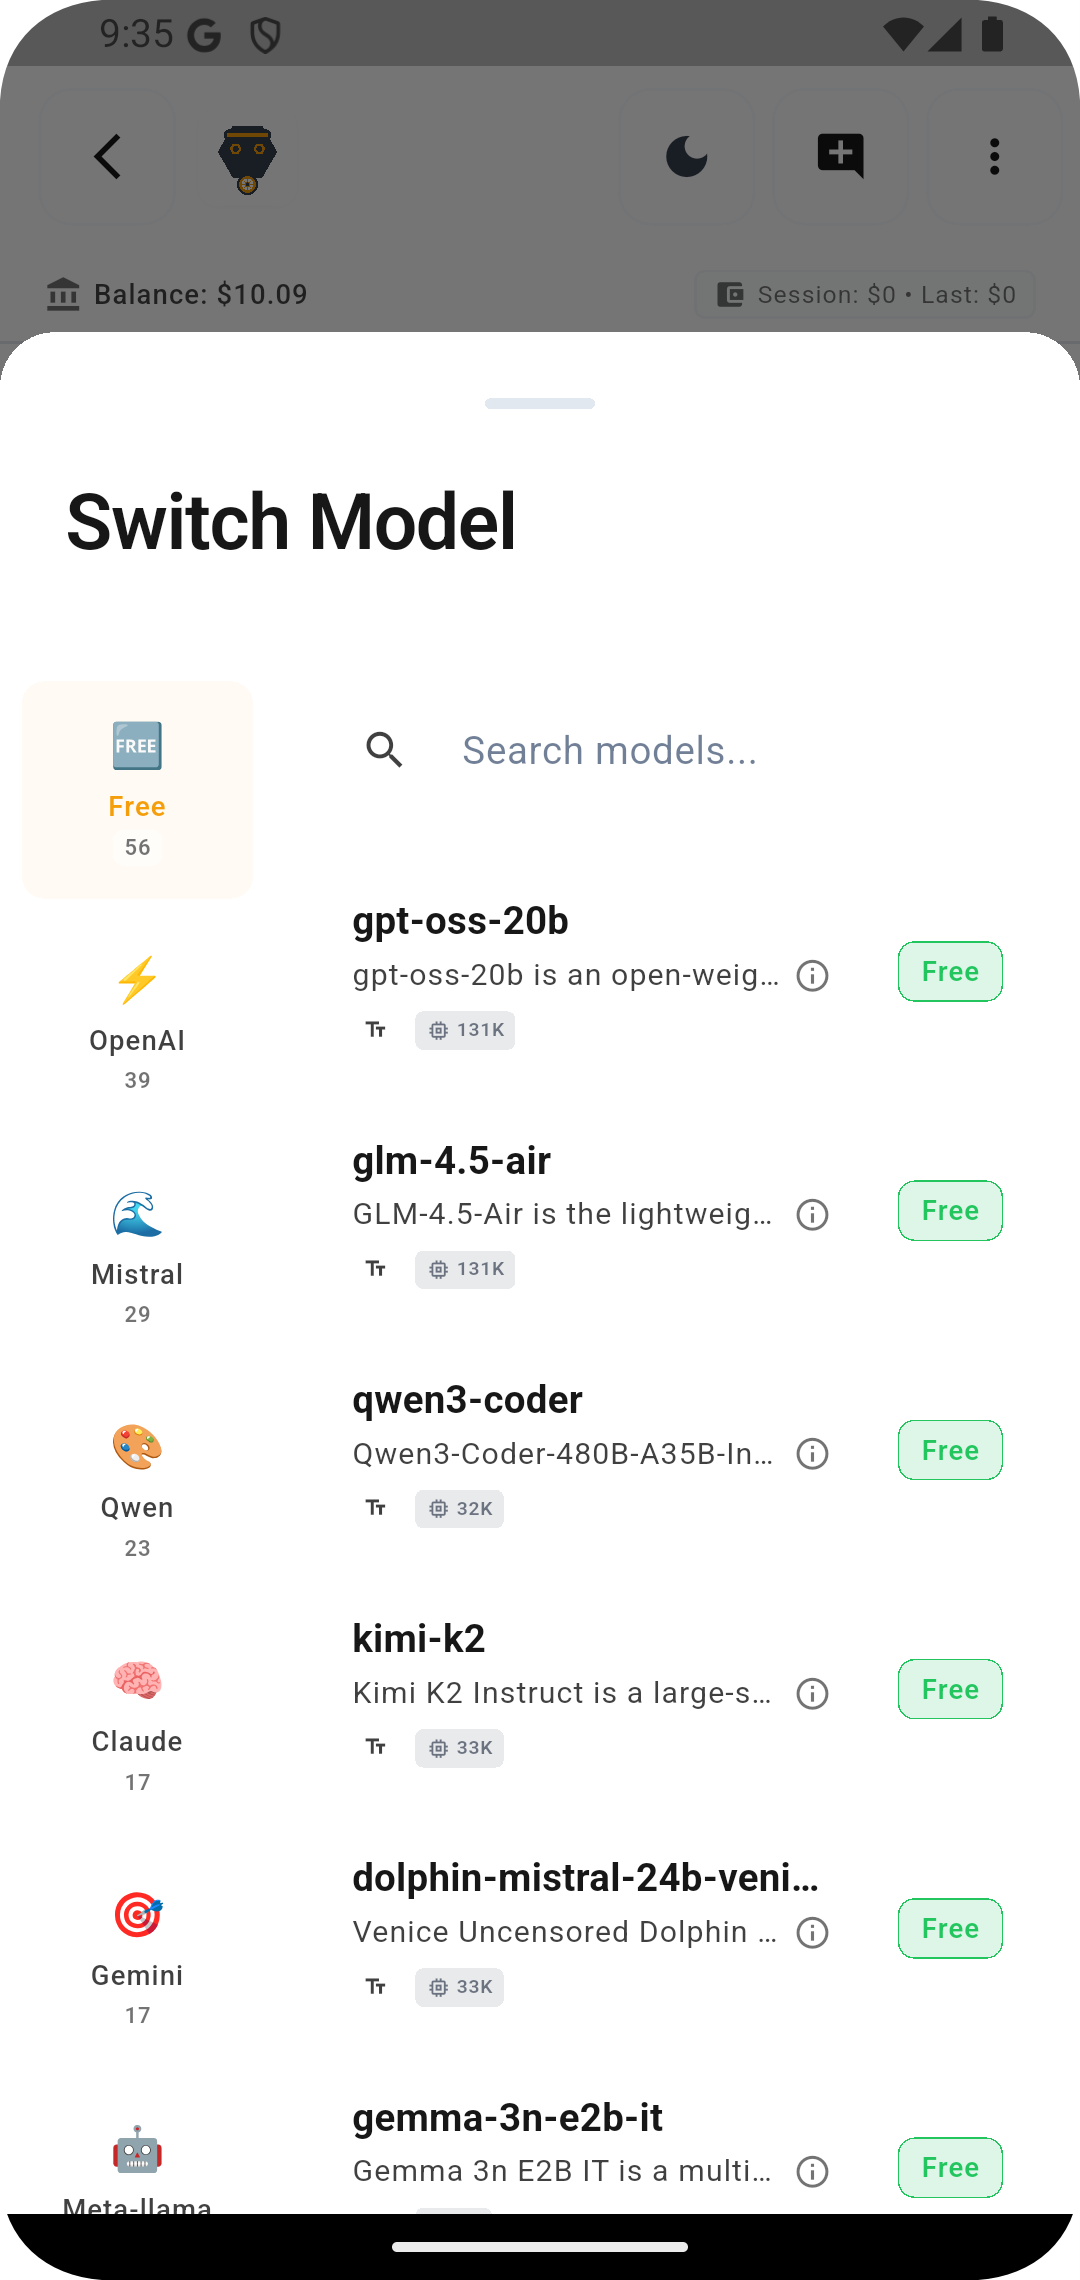 9:35
Balance: $10.09
Session: $0 • Last: $0
Switch Model
FREE
Free
56
OpenAI
39
Mistral
29
Qwen
23
Claude
17
Gemini
17
Meta-llama
Search models...
gpt-oss-20b
gpt-oss-20b is an open-weig...
Free
Tт 131K
glm-4.5-air
GLM-4.5-Air is the lightweig...
Free
Tт 131K
qwen3-coder
Qwen3-Coder-480B-A35B-In...
Free
Tт 32K
kimi-k2
Kimi K2 Instruct is a large-s...
Free
Tт 33K
dolphin-mistral-24b-veni...
Venice Uncensored Dolphin ...
Free
Tт 33K
gemma-3n-e2b-it
Gemma 3n E2B IT is a multi...
Free